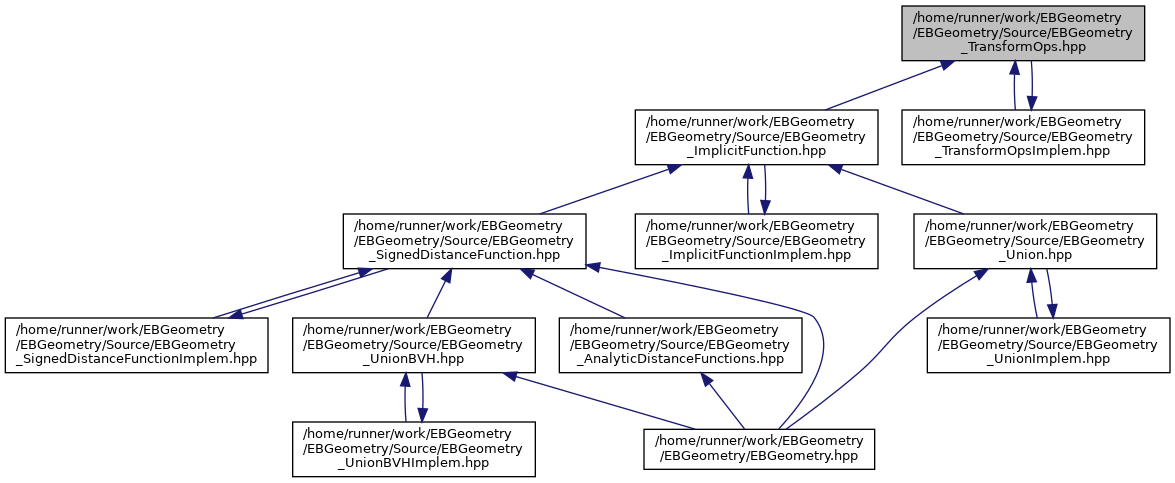 /home/runner/work/EBGeometry
/EBGeometry/Source/EBGeometry
_TransformOps.hpp
/home/runner/work/EBGeometry
/EBGeometry/Source/EBGeometry
_ImplicitFunction.hpp
/home/runner/work/EBGeometry
/EBGeometry/Source/EBGeometry
_TransformOpsImplem.hpp
/home/runner/work/EBGeometry
/EBGeometry/Source/EBGeometry
_SignedDistanceFunction.hpp
/home/runner/work/EBGeometry
/EBGeometry/Source/EBGeometry
_ImplicitFunctionImplem.hpp
/home/runner/work/EBGeometry
/EBGeometry/Source/EBGeometry
_Union.hpp
/home/runner/work/EBGeometry
/EBGeometry/Source/EBGeometry
_SignedDistanceFunctionImplem.hpp
/home/runner/work/EBGeometry
/EBGeometry/Source/EBGeometry
_UnionBVH.hpp
/home/runner/work/EBGeometry
/EBGeometry/Source/EBGeometry
_AnalyticDistanceFunctions.hpp
/home/runner/work/EBGeometry
/EBGeometry/Source/EBGeometry
_UnionImplem.hpp
/home/runner/work/EBGeometry
/EBGeometry/Source/EBGeometry
_UnionBVHImplem.hpp
/home/runner/work/EBGeometry
/EBGeometry/EBGeometry.hpp